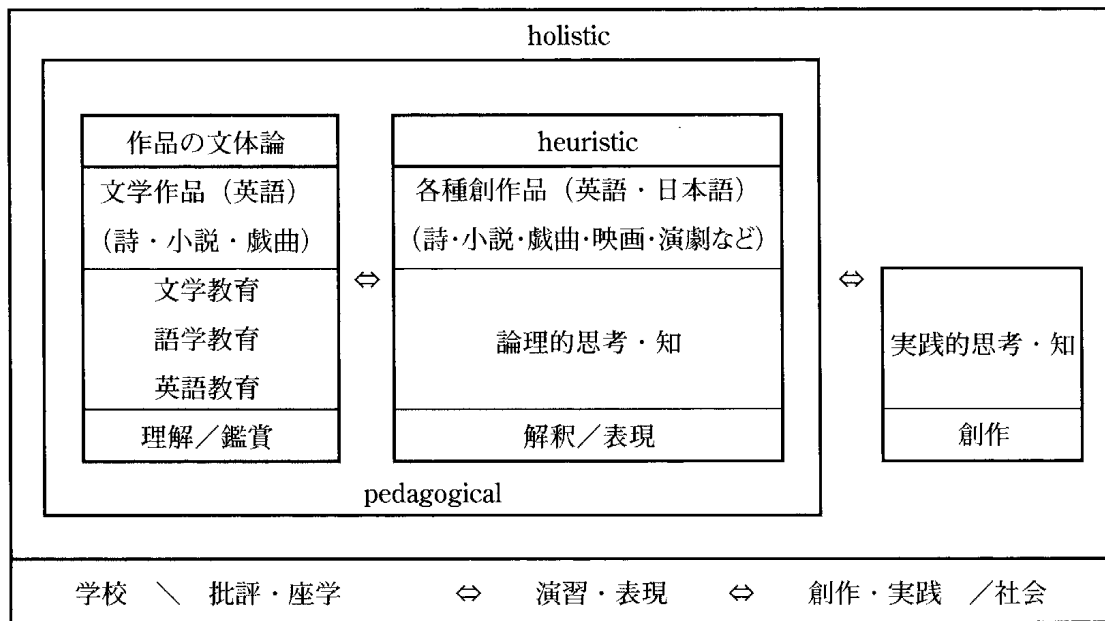 holistic
作品の文体論
文学作品（英語）
（詩・小説・戯曲）
文学教育
語学教育
英語教育
理解／鑑賞
⇔
heuristic
各種創作品（英語・日本語）
（詩・小説・戯曲・映画・演劇など）
論理的思考・知
解釈／表現
pedagogical
⇔
実践的思考・知
創作
学校 ＼ 批評・座学 ⇔ 演習・表現 ⇔ 創作・実践 ／社会